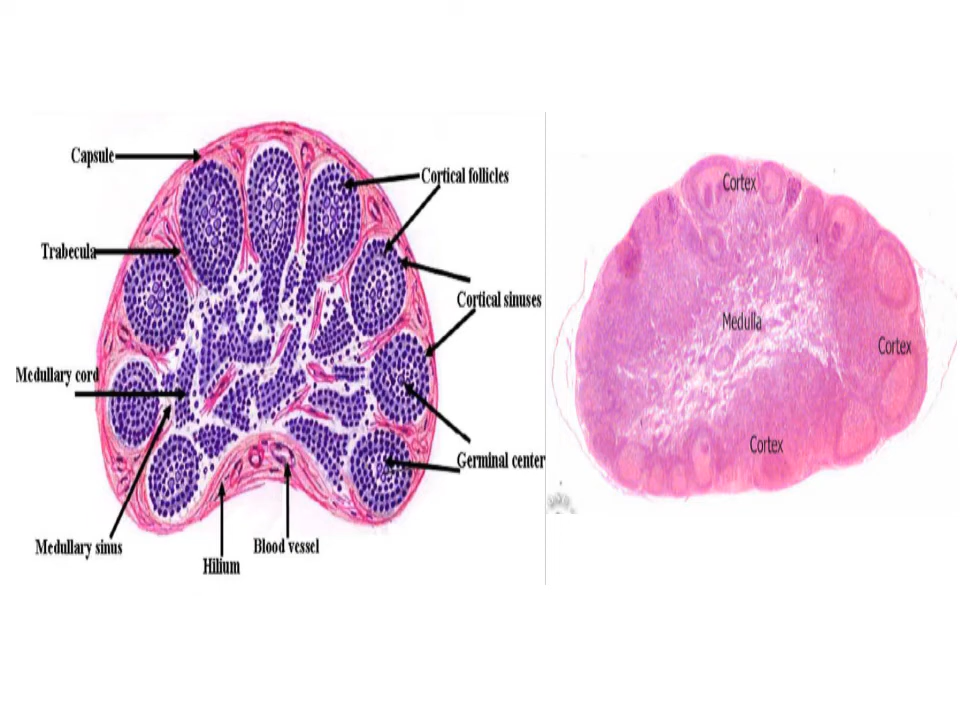 Capsule
Cortical follicles
Trabecula
Cortical sinuses
Medullary cord
Germinal center
Medullary sinus
Blood vessel
Hilium
Cortex
Medulla
Cortex
Cortex